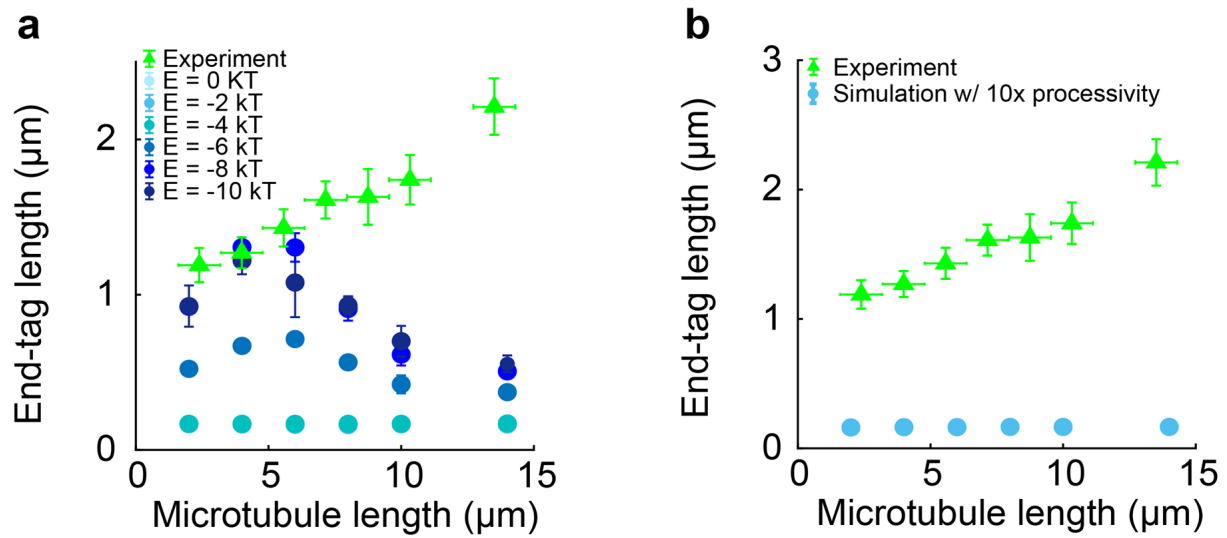 a
Experiment
E = 0 KT
E = -2 kT
E = -4 kT
E = -6 kT
E = -8 kT
E = -10 kT
End-tag length (μm)
2
1
0
0 5 10 15
Microtubule length (μm)
b
Experiment
Simulation w/ 10x processivity
End-tag length (μm)
3
2
1
0
0 5 10 15
Microtubule length (μm)